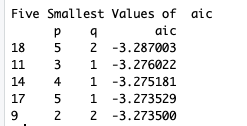 Five Smallest Values of  aic
   p  q       aic
18 5  2 -3.287003
11 3  1 -3.276022
14 4  1 -3.275181
17 5  1 -3.273529
9  2  2 -3.273500